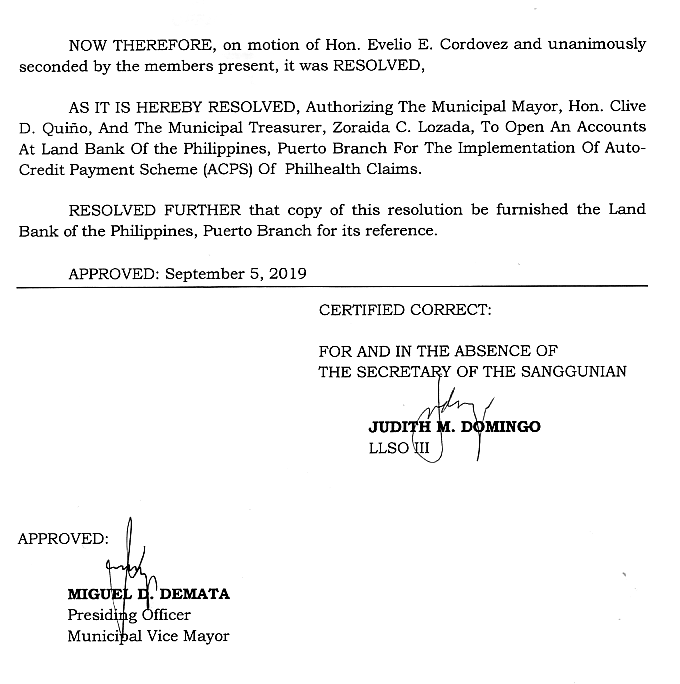 NOW THEREFORE, on motion of Hon. Evelio E. Cordovez and unanimously
seconded by the members present, it was RESOLVED,
AS IT IS HEREBY RESOLVED, Authorizing The Municipal Mayor, Hon. Clive
D. Quiño, And The Municipal Treasurer, Zoraida C. Lozada, To Open An Accounts
At Land Bank Of the Philippines, Puerto Branch For The Implementation Of Auto-
Credit Payment Scheme (ACPS) Of Philhealth Claims.
RESOLVED FURTHER that copy of this resolution be furnished the Land
Bank of the Philippines, Puerto Branch for its reference.
APPROVED: September 5, 2019
CERTIFIED CORRECT:
FOR AND IN THE ABSENCE OF
THE SECRETARY OF THE SANGGUNIAN
JUDITH M. DOMINGO
LLSO III
APPROVED:
MIGUEL D. DEMATA
Presiding Officer
Municipal Vice Mayor